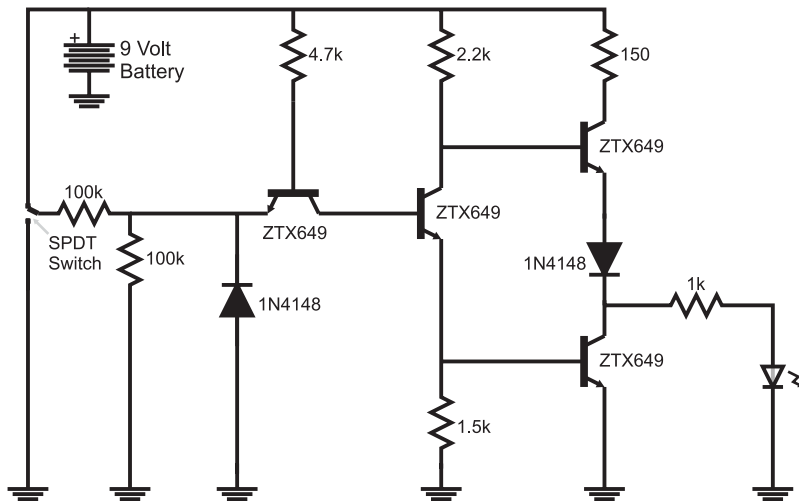 +
9 Volt
Battery
4.7k
2.2k
150
ZTX649
100k
SPDT
Switch
100k
ZTX649
ZTX649
1N4148
1N4148
1k
ZTX649
1.5k